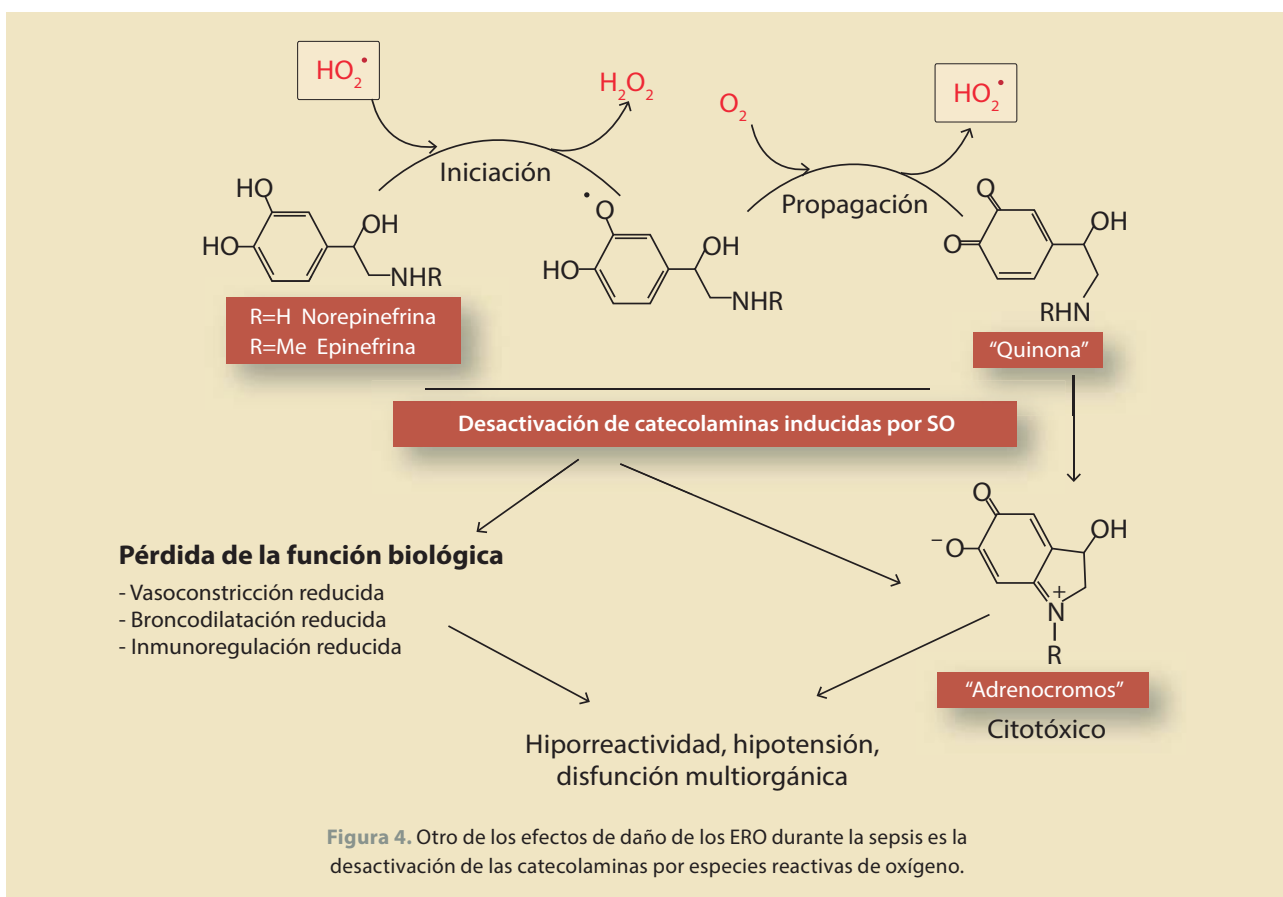 HO₂•
H₂O₂
O₂
HO₂•
Iniciación
Propagación
HO
HO
OH
NHR
•
O
HO
OH
NHR
O
O
OH
RHN
R=H Norepinefrina
R=Me Epinefrina
“Quinona”
Desactivación de catecolaminas inducidas por SO
Pérdida de la función biológica
- Vasoconstricción reducida
- Broncodilatación reducida
- Inmunoregulación reducida
O
⁻O
OH
+
N
R
“Adrenocromos”
Citotóxico
Hiporreactividad, hipotensión,
disfunción multiorgánica
Figura 4. Otro de los efectos de daño de los ERO durante la sepsis es la
desactivación de las catecolaminas por especies reactivas de oxígeno.